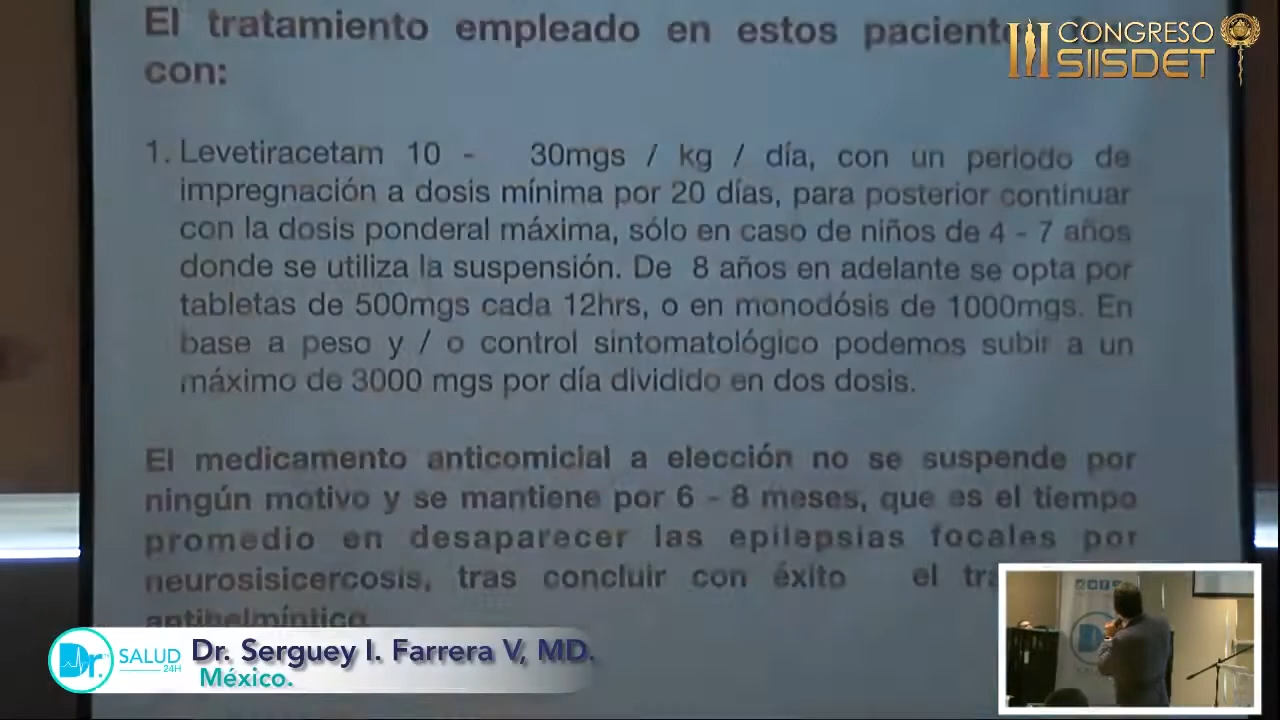 El tratamiento empleado en estos
con:
1. Levetiracetam 10 - 30mgs / kg / día, con un periodo de
impregnación a dosis mínima por 20 días, para posterior continuar
con la dosis ponderal máxima, sólo en caso de niños de 4 - 7 años
donde se utiliza la suspensión. De 8 años en adelante se opta por
tabletas de 500mgs cada 12hrs, o en monodósis de 1000mgs. En
base a peso y / o control sintomatológico podemos subir a un
máximo de 3000 mgs por día dividido en dos dosis.
El medicamento anticomicial a elección no se suspende por
ningún motivo y se mantiene por 6 - 8 meses, que es el tiempo
promedio en desaparecer las epilepsias focales por
neurosisicercosis, tras concluir con éxito el
antihelmíntico
III CONGRESO
SIISDET
Dr. SALUD
24H
Dr. Serguey I. Farrera V, MD.
México.